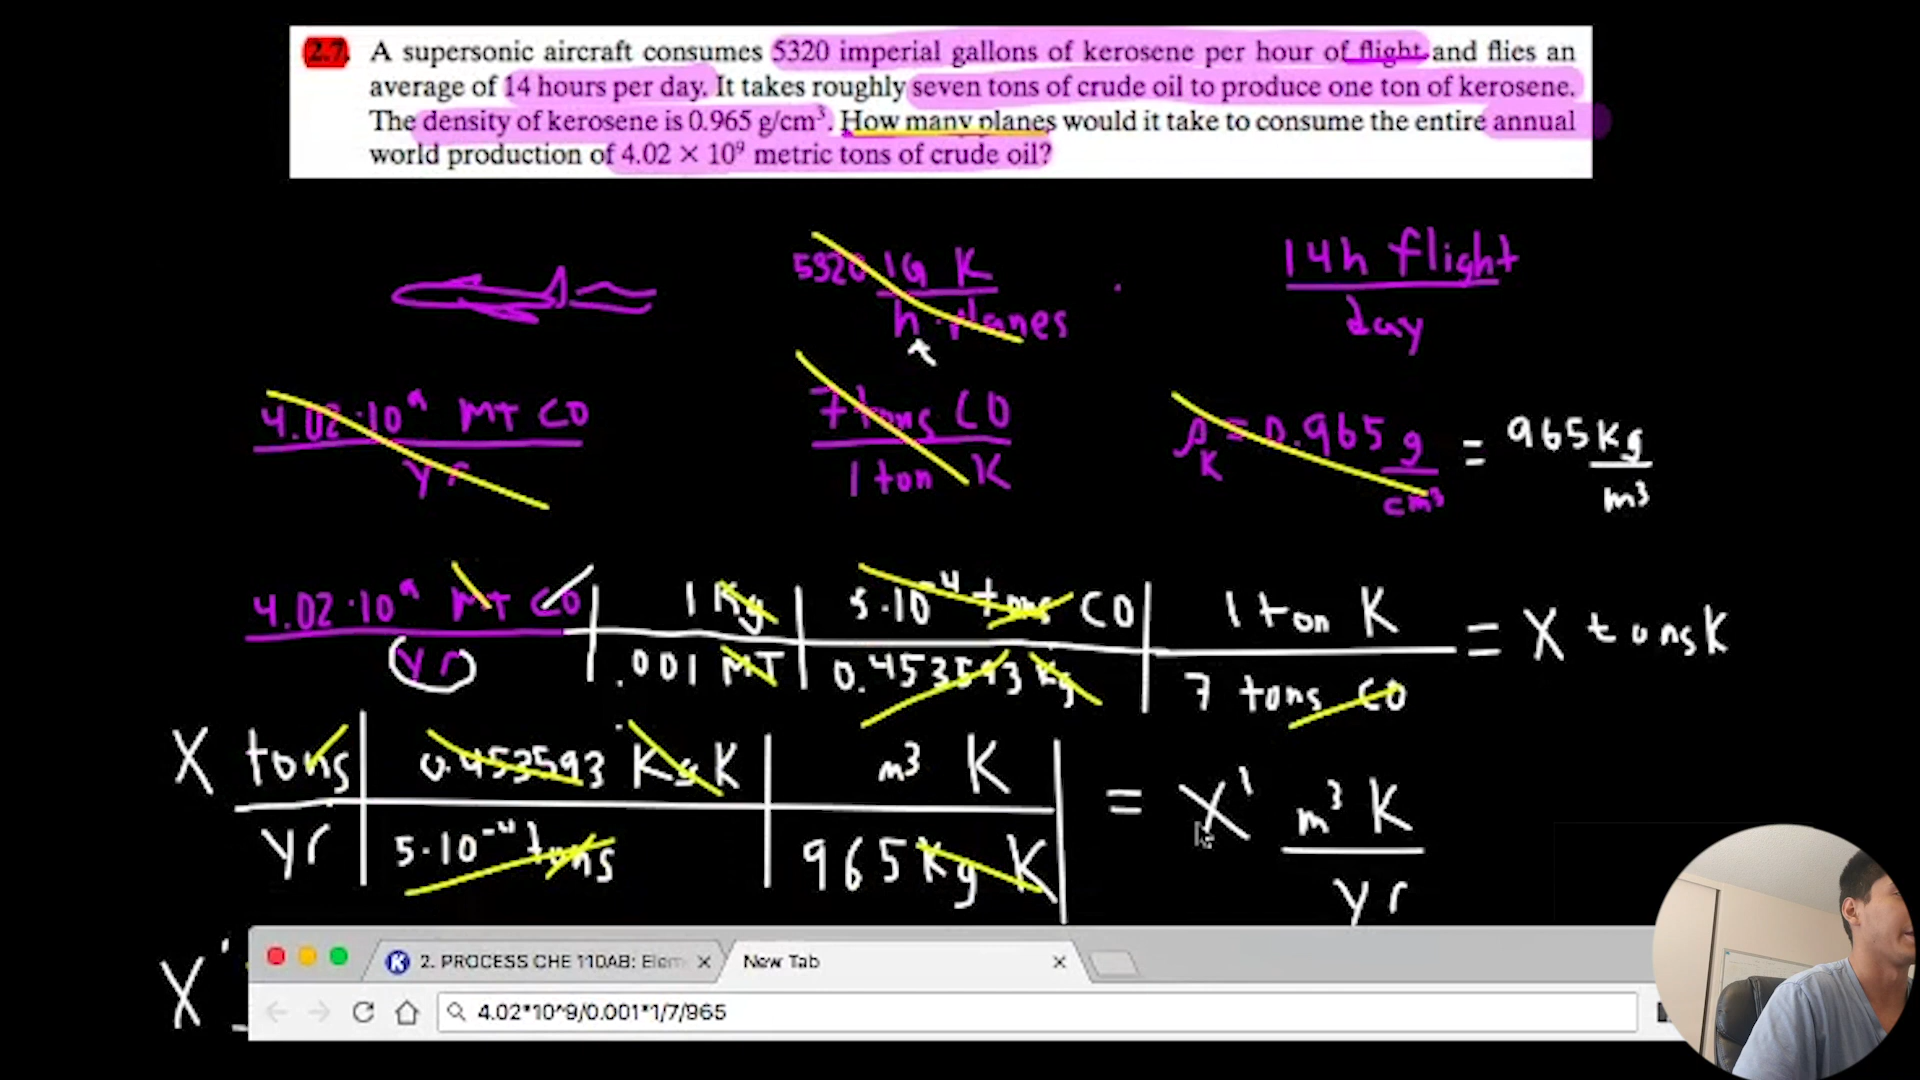 2.7 A supersonic aircraft consumes 5320 imperial gallons of kerosene per hour of flight and flies an
average of 14 hours per day. It takes roughly seven tons of crude oil to produce one ton of kerosene.
The density of kerosene is 0.965 g/cm³. How many planes would it take to consume the entire annual
world production of 4.02 × 10⁹ metric tons of crude oil?
5320 IG K
h · planes
·
14h flight
day
4.02·10⁹ MT CO
yr
7 tons CO
1 ton K
ρK = 0.965 g
cm³
= 965 Kg
m³
4.02·10⁹ MT CO | 1 Kg | 5·10⁻⁴ tons CO | 1 ton K = X tons K
yr | .001 MT | 0.453593 Kg | 7 tons CO
X tons | 0.453593 Kg K | m³ K | = X' m³ K
yr | 5·10⁻⁴ tons | 965 Kg K | yr
X'
2. PROCESS CHE 110AB: Elem
New Tab
4.02*10^9/0.001*1/7/965